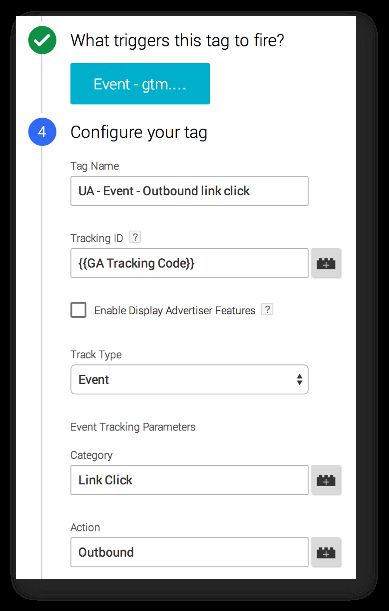 What triggers this tag to fire?
Event - gtm....
4 Configure your tag
Tag Name
UA - Event - Outbound link click
Tracking ID ?
{{GA Tracking Code}}
Enable Display Advertiser Features ?
Track Type
Event
Event Tracking Parameters
Category
Link Click
Action
Outbound